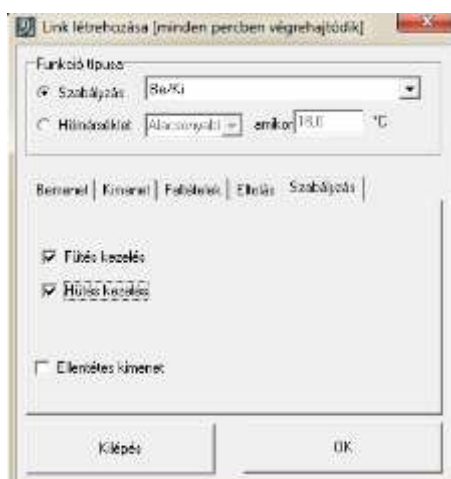 Link létrehozása [minden percben végrehajtódik]
Funkció típusa
Szabályzás Be/Ki
Hőmérséklet Alacsonyabb amikor 18,0 °C
Bemenet Kimenet Feltételek Eltolás Szabályzás
Fűtés kezelés
Hűtés kezelés
Ellentétes kimenet
Kilépés OK